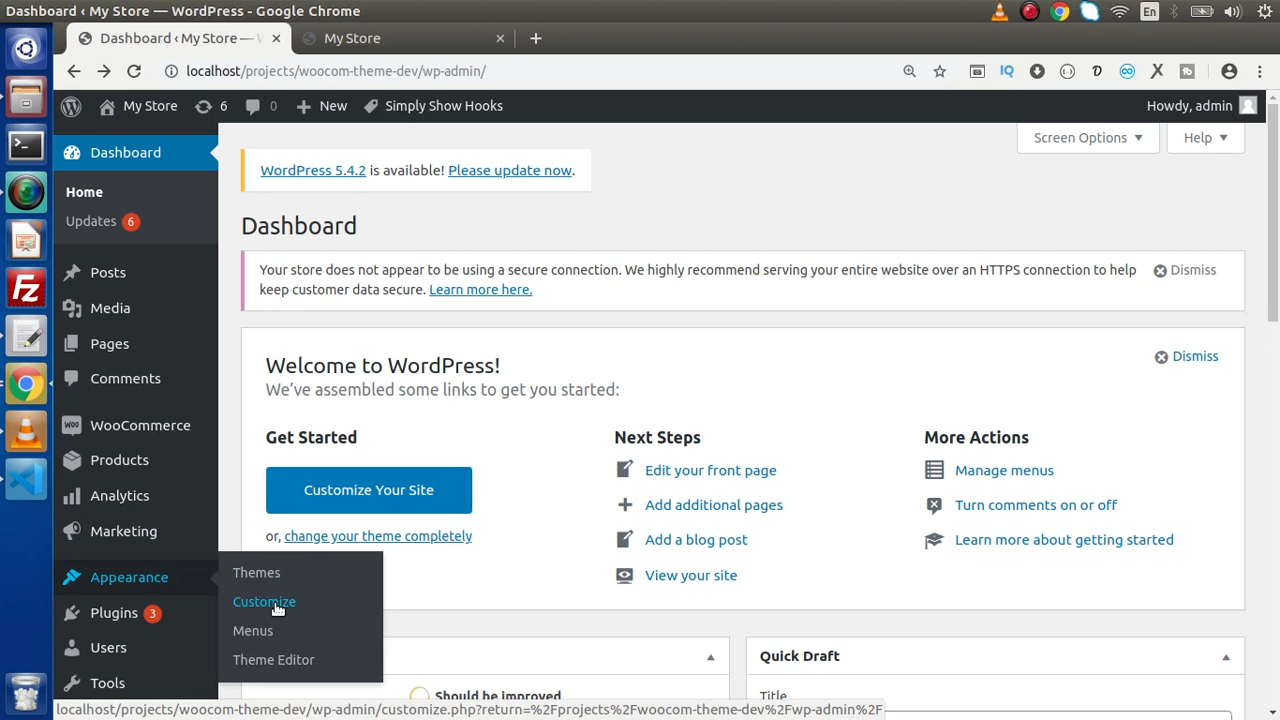 Dashboard ‹ My Store — WordPress - Google Chrome
En
Dashboard ‹ My Store — W
My Store
localhost/projects/woocom-theme-dev/wp-admin/
My Store
6
0
New
Simply Show Hooks
Howdy, admin
Dashboard
Screen Options
Help
WordPress 5.4.2 is available! Please update now.
Home
Updates 6
Dashboard
Your store does not appear to be using a secure connection. We highly recommend serving your entire website over an HTTPS connection to help
keep customer data secure. Learn more here.
Dismiss
Posts
Media
Pages
Comments
WooCommerce
Products
Analytics
Marketing
Appearance
Plugins 3
Users
Tools
Welcome to WordPress!
Dismiss
We've assembled some links to get you started:
Get Started
Customize Your Site
or, change your theme completely
Next Steps
Edit your front page
Add additional pages
Add a blog post
View your site
More Actions
Manage menus
Turn comments on or off
Learn more about getting started
Themes
Customize
Menus
Theme Editor
Should be improved
Quick Draft
Title
localhost/projects/woocom-theme-dev/wp-admin/customize.php?return=%2Fprojects%2Fwoocom-theme-dev%2Fwp-admin%2F